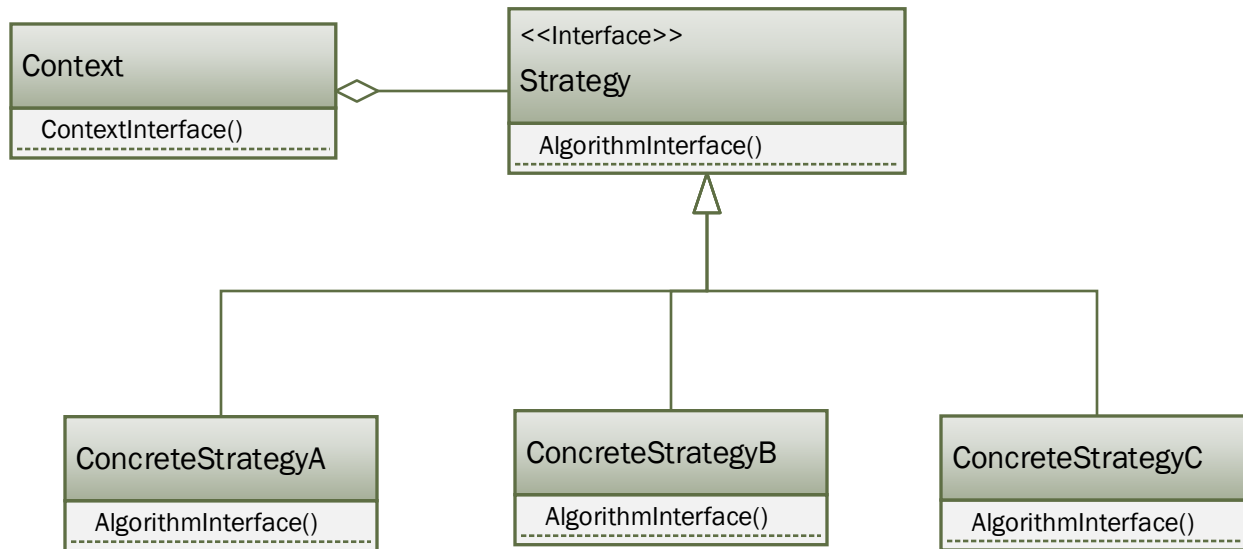 Context
ContextInterface()
<<Interface>>
Strategy
AlgorithmInterface()
ConcreteStrategyA
AlgorithmInterface()
ConcreteStrategyB
AlgorithmInterface()
ConcreteStrategyC
AlgorithmInterface()